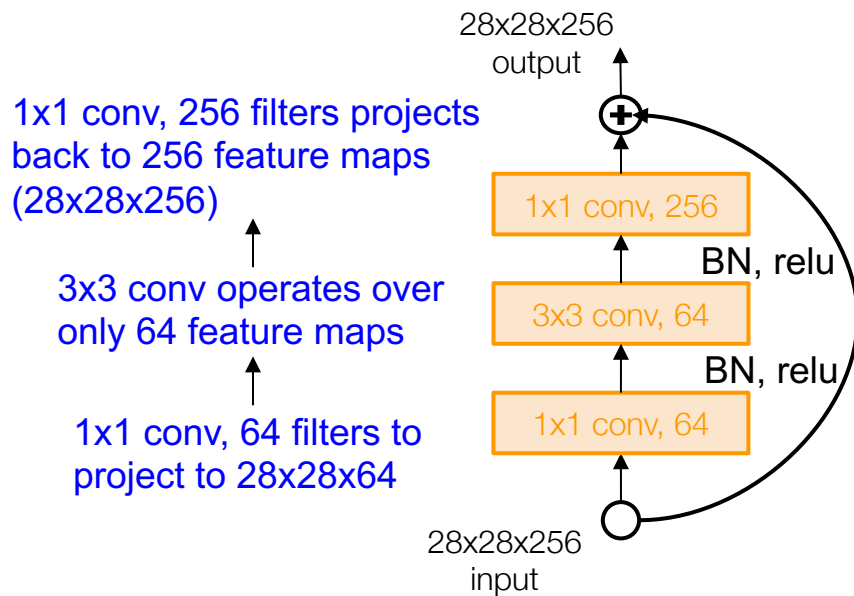 28x28x256
output
1x1 conv, 256 filters projects
back to 256 feature maps
(28x28x256)
3x3 conv operates over
only 64 feature maps
1x1 conv, 64 filters to
project to 28x28x64
1x1 conv, 256
BN, relu
3x3 conv, 64
BN, relu
1x1 conv, 64
28x28x256
input